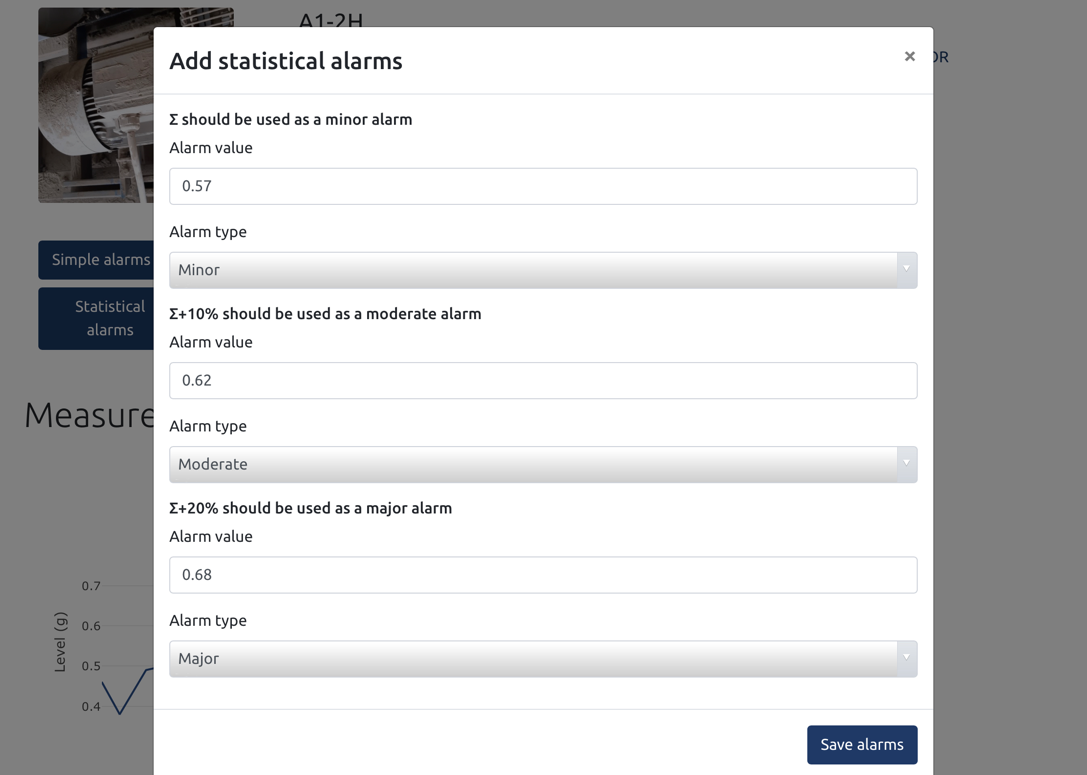 A1-2H
Add statistical alarms
×
OR
Σ should be used as a minor alarm
Alarm value
0.57
Alarm type
Minor
Simple alarms
Σ+10% should be used as a moderate alarm
Statistical
alarms
Alarm value
0.62
Measure
Alarm type
Moderate
Σ+20% should be used as a major alarm
Alarm value
0.68
Alarm type
Major
Level (g)
0.7
0.6
0.5
0.4
Save alarms